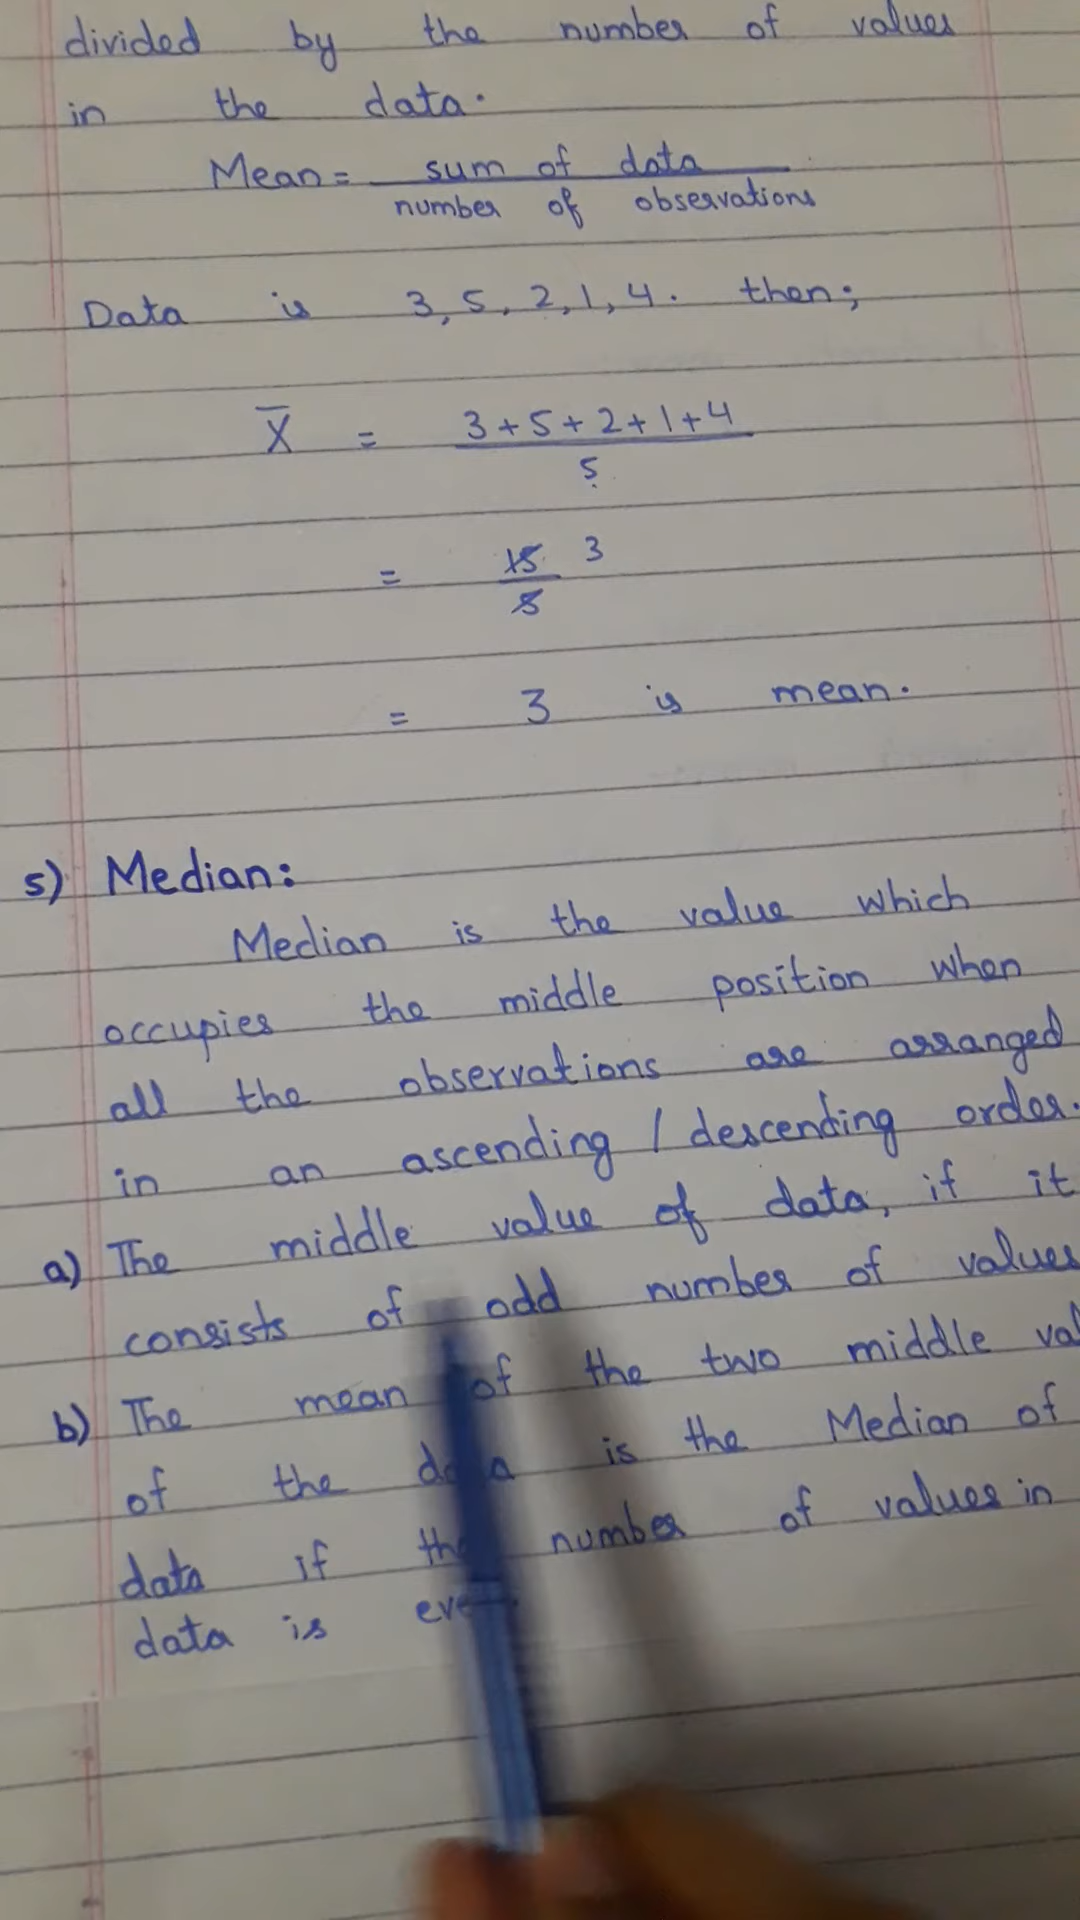 divided by the number of values
in the data.
Mean = sum of data
number of observations
Data is 3, 5, 2, 1, 4. then;
X̄ = 3+5+2+1+4
5
= 15 3
5
= 3 is mean.
5) Median:
Median is the value which
occupies the middle position when
all the observations are arranged
in an ascending / descending order.
a) The middle value of data, if it
consists of odd number of values
b) The mean of the two middle val
of the data is the Median of
data if the number of values in
data is